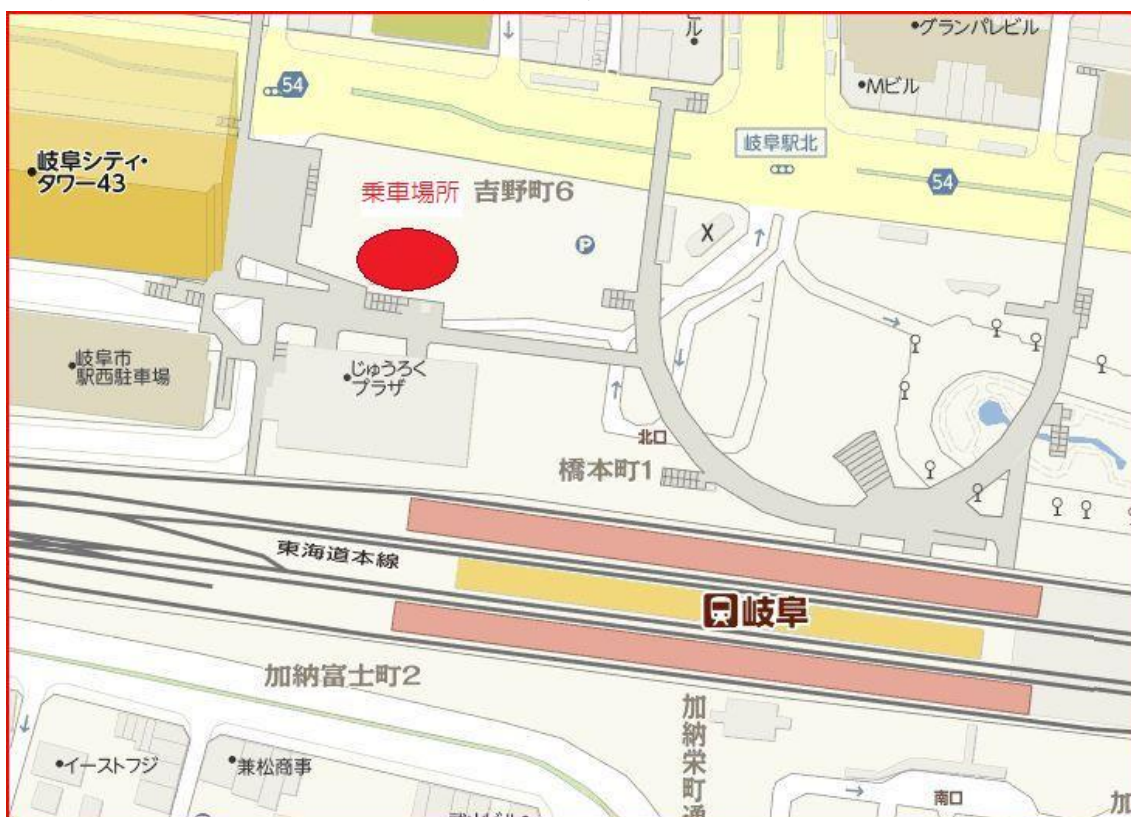 ル
グランパレビル
Mビル
54
岐阜駅北
54
岐阜シティ・
タワー43
乗車場所
吉野町6
P
X
岐阜市
駅西駐車場
じゅうろく
プラザ
北口
橋本町1
東海道本線
岐阜
加納富士町2
加納栄町通
イーストフジ
兼松商事
南口
加